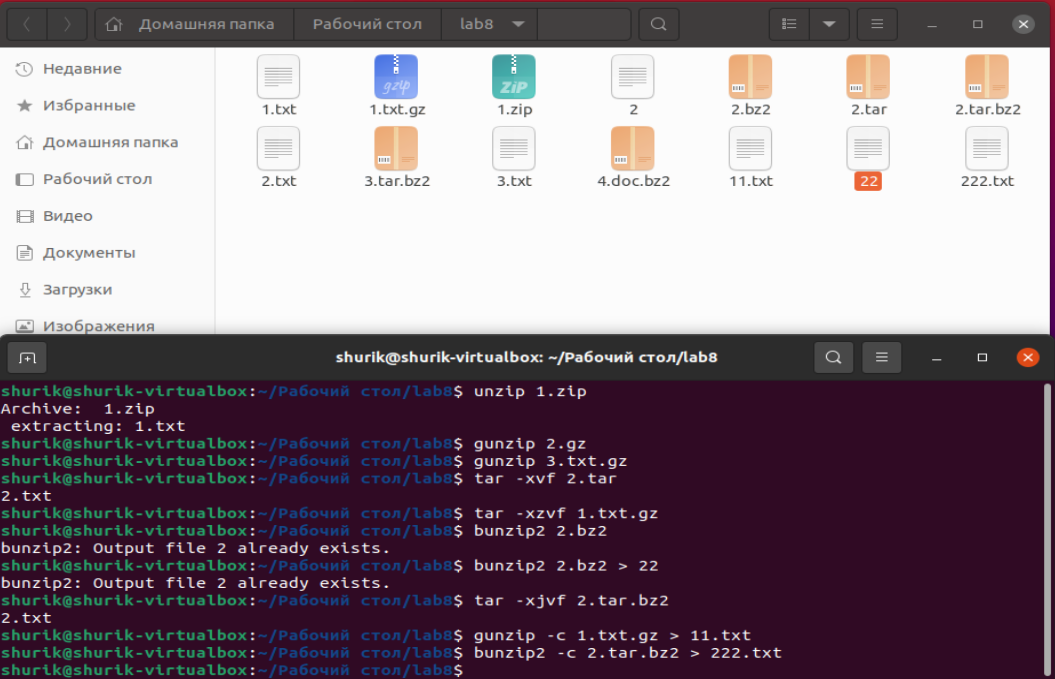 Домашняя папка Рабочий стол lab8
Недавние
Избранные
Домашняя папка
Рабочий стол
Видео
Документы
Загрузки
Изображения
gzip ZIP
1.txt 1.txt.gz 1.zip 2 2.bz2 2.tar 2.tar.bz2
2.txt 3.tar.bz2 3.txt 4.doc.bz2 11.txt 22 222.txt
shurik@shurik-virtualbox: ~/Рабочий стол/lab8
shurik@shurik-virtualbox:~/Рабочий стол/lab8$ unzip 1.zip
Archive:  1.zip
 extracting: 1.txt
shurik@shurik-virtualbox:~/Рабочий стол/lab8$ gunzip 2.gz
shurik@shurik-virtualbox:~/Рабочий стол/lab8$ gunzip 3.txt.gz
shurik@shurik-virtualbox:~/Рабочий стол/lab8$ tar -xvf 2.tar
2.txt
shurik@shurik-virtualbox:~/Рабочий стол/lab8$ tar -xzvf 1.txt.gz
shurik@shurik-virtualbox:~/Рабочий стол/lab8$ bunzip2 2.bz2
bunzip2: Output file 2 already exists.
shurik@shurik-virtualbox:~/Рабочий стол/lab8$ bunzip2 2.bz2 > 22
bunzip2: Output file 2 already exists.
shurik@shurik-virtualbox:~/Рабочий стол/lab8$ tar -xjvf 2.tar.bz2
2.txt
shurik@shurik-virtualbox:~/Рабочий стол/lab8$ gunzip -c 1.txt.gz > 11.txt
shurik@shurik-virtualbox:~/Рабочий стол/lab8$ bunzip2 -c 2.tar.bz2 > 222.txt
shurik@shurik-virtualbox:~/Рабочий стол/lab8$